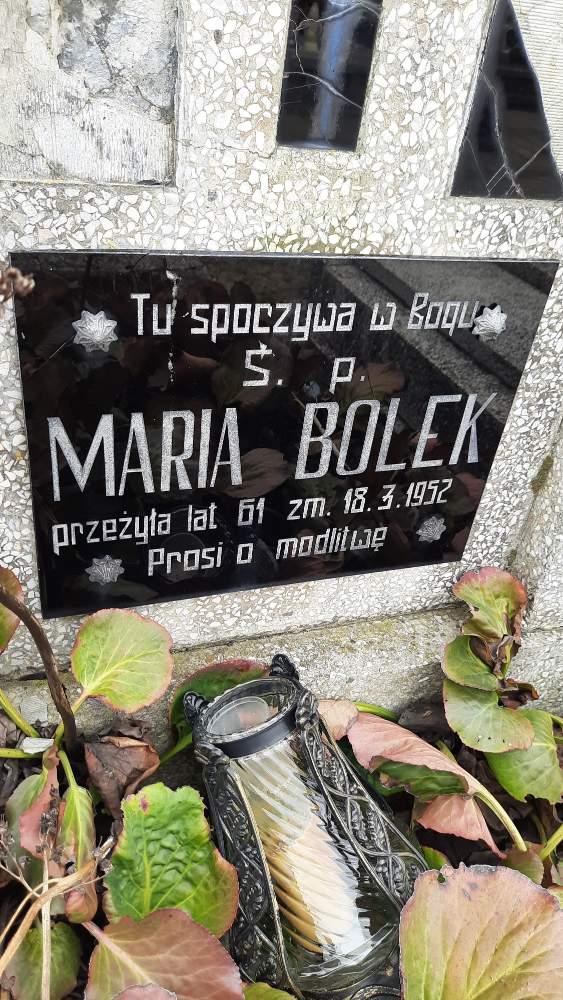 Tu spoczywa w Bogu
Ś. p.
MARIA BOLEK
przeżyła lat 61 zm. 18.3.1952
Prosi o modlitwę